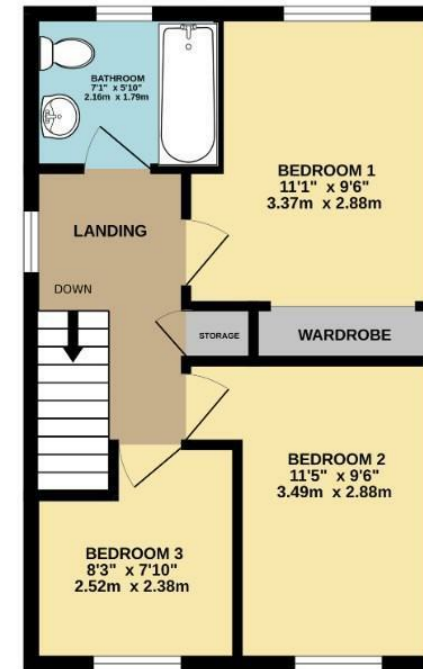 BATHROOM
7'1" x 5'10"
2.16m x 1.79m
BEDROOM 1
11'1" x 9'6"
3.37m x 2.88m
LANDING
DOWN
STORAGE
WARDROBE
BEDROOM 2
11'5" x 9'6"
3.49m x 2.88m
BEDROOM 3
8'3" x 7'10"
2.52m x 2.38m